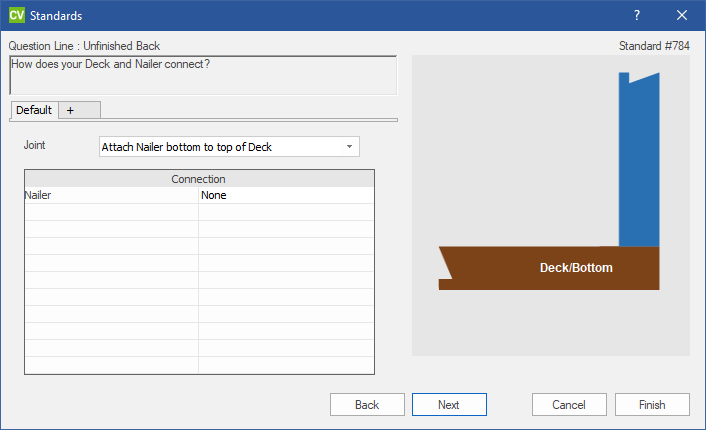 CV Standards ?
Question Line : Unfinished Back
Standard #784
How does your Deck and Nailer connect?
Default +
Joint Attach Nailer bottom to top of Deck
Connection
Nailer None
Deck/Bottom
Back Next Cancel Finish